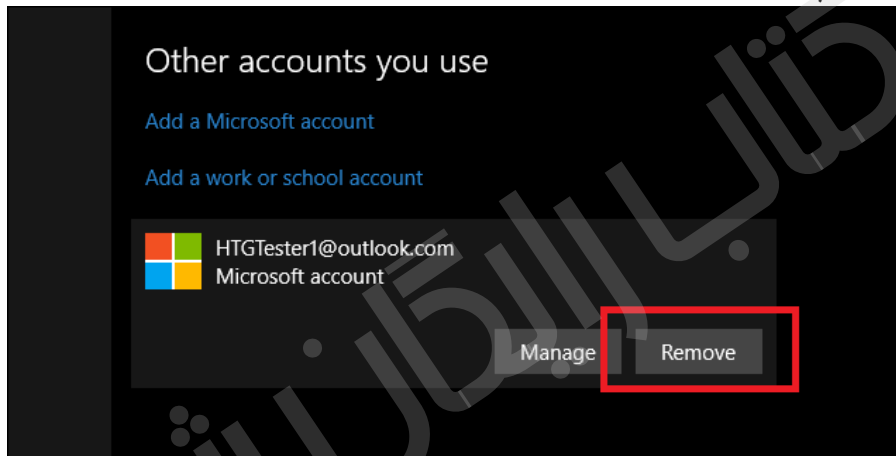 Other accounts you use
Add a Microsoft account
Add a work or school account
HTGTester1@outlook.com
Microsoft account
Manage
Remove